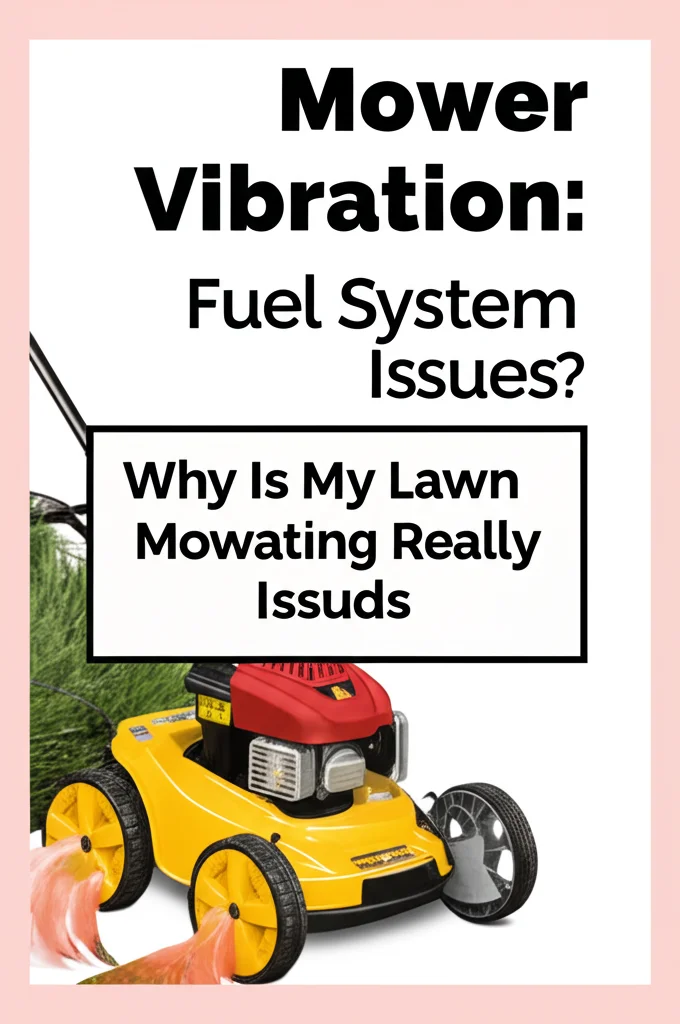 Mower
Vibration:
Fuel System
Issues?
Why Is My Lawn
Mowating Really
Issuds